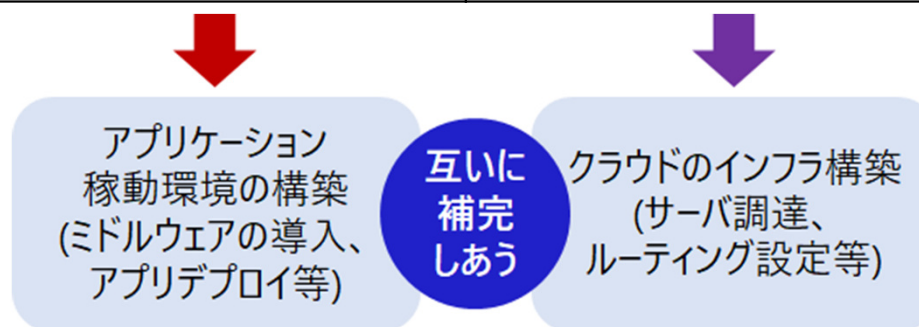 アプリケーション
稼動環境の構築
(ミドルウェアの導入、
アプリデプロイ等)
互いに
補完
しあう
クラウドのインフラ構築
(サーバ調達、
ルーティング設定等)